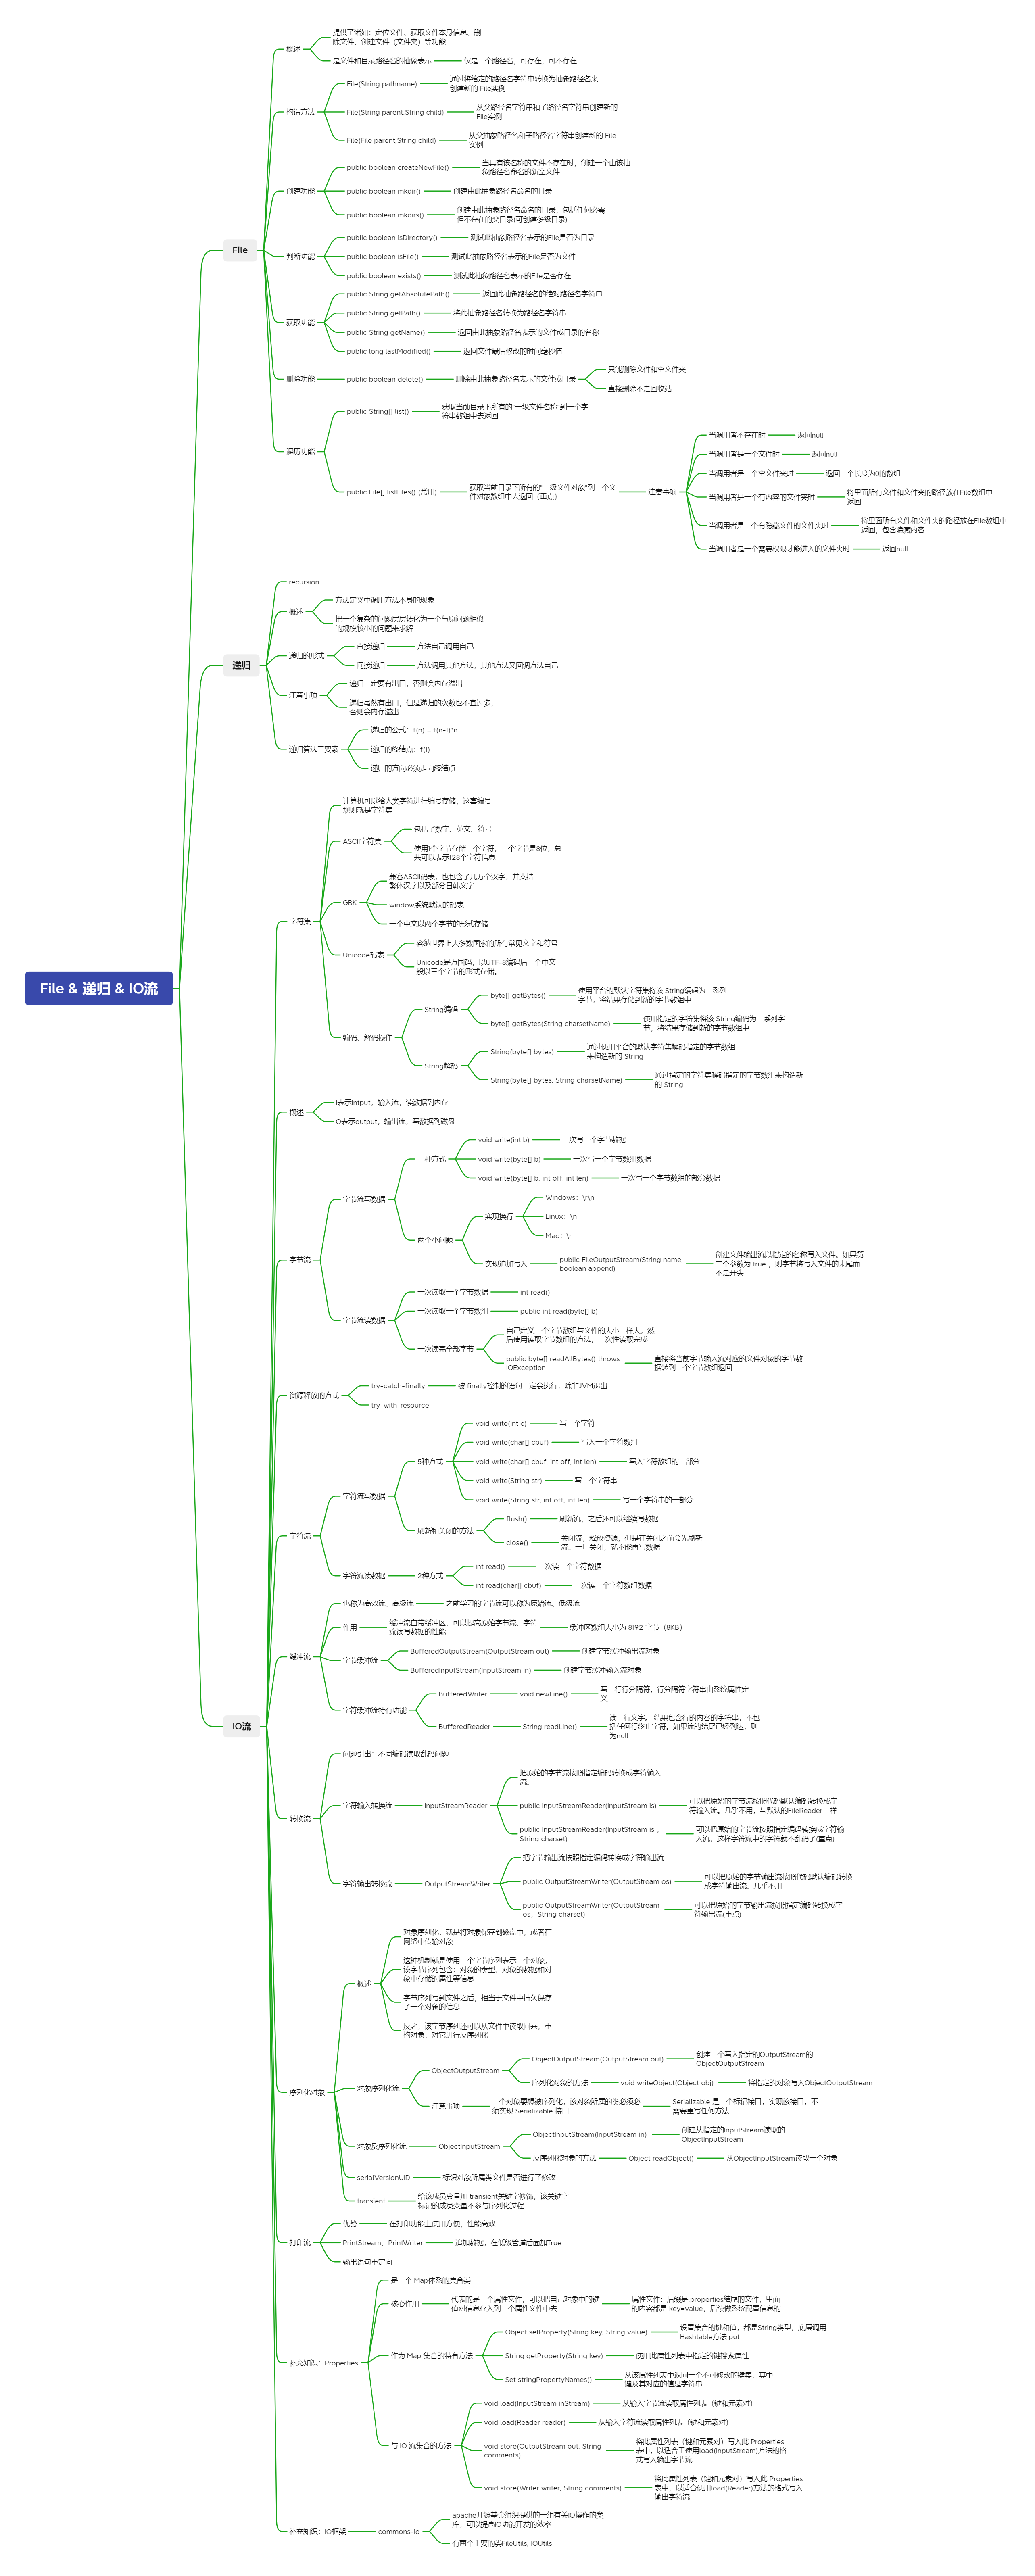 File & 递归 & IO流
File
概述
提供了诸如：定位文件、获取文件本身信息、删
除文件、创建文件（文件夹）等功能
是文件和目录路径名的抽象表示
仅是一个路径名，可存在，可不存在
构造方法
File(String pathname)
通过将给定的路径名字符串转换为抽象路径名来
创建新的 File实例
File(String parent,String child)
从父路径名字符串和子路径名字符串创建新的
File实例
File(File parent,String child)
从父抽象路径名和子路径名字符串创建新的 File
实例
创建功能
public boolean createNewFile()
当具有该名称的文件不存在时，创建一个由该抽
象路径名命名的新空文件
public boolean mkdir()
创建由此抽象路径名命名的目录
public boolean mkdirs()
创建由此抽象路径名命名的目录，包括任何必需
但不存在的父目录(可创建多级目录)
判断功能
public boolean isDirectory()
测试此抽象路径名表示的File是否为目录
public boolean isFile()
测试此抽象路径名表示的File是否为文件
public boolean exists()
测试此抽象路径名表示的File是否存在
获取功能
public String getAbsolutePath()
返回此抽象路径名的绝对路径名字符串
public String getPath()
将此抽象路径名转换为路径名字符串
public String getName()
返回由此抽象路径名表示的文件或目录的名称
public long lastModified()
返回文件最后修改的时间毫秒值
删除功能
public boolean delete()
删除由此抽象路径名表示的文件或目录
只能删除文件和空文件夹
直接删除不走回收站
遍历功能
public String[] list()
获取当前目录下所有的"一级文件名称"到一个字
符串数组中去返回
public File[] listFiles() (常用)
获取当前目录下所有的"一级文件对象"到一个文
件对象数组中去返回（重点）
注意事项
当调用者不存在时
返回null
当调用者是一个文件时
返回null
当调用者是一个空文件夹时
返回一个长度为0的数组
当调用者是一个有内容的文件夹时
将里面所有文件和文件夹的路径放在File数组中
返回
当调用者是一个有隐藏文件的文件夹时
将里面所有文件和文件夹的路径放在File数组中
返回，包含隐藏内容
当调用者是一个需要权限才能进入的文件夹时
返回null
递归
recursion
概述
方法定义中调用方法本身的现象
把一个复杂的问题层层转化为一个与原问题相似
的规模较小的问题来求解
递归的形式
直接递归
方法自己调用自己
间接递归
方法调用其他方法，其他方法又回调方法自己
注意事项
递归一定要有出口，否则会内存溢出
递归虽然有出口，但是递归的次数也不宜过多，
否则会内存溢出
递归算法三要素
递归的公式：f(n) = f(n-1)*n
递归的终结点：f(1)
递归的方向必须走向终结点
IO流
字符集
计算机可以给人类字符进行编号存储，这套编号
规则就是字符集
ASCII字符集
包括了数字、英文、符号
使用1个字节存储一个字符，一个字节是8位，总
共可以表示128个字符信息
GBK
兼容ASCII码表，也包含了几万个汉字，并支持
繁体汉字以及部分日韩文字
window系统默认的码表
一个中文以两个字节的形式存储
Unicode码表
容纳世界上大多数国家的所有常见文字和符号
Unicode是万国码，以UTF-8编码后一个中文一
般以三个字节的形式存储。
编码、解码操作
String编码
byte[] getBytes()
使用平台的默认字符集将该 String编码为一系列
字节，将结果存储到新的字节数组中
byte[] getBytes(String charsetName)
使用指定的字符集将该 String编码为一系列字
节，将结果存储到新的字节数组中
String解码
String(byte[] bytes)
通过使用平台的默认字符集解码指定的字节数组
来构造新的 String
String(byte[] bytes, String charsetName)
通过指定的字符集解码指定的字节数组来构造新
的 String
概述
I表示intput，输入流，读数据到内存
O表示output，输出流，写数据到磁盘
字节流
字节流写数据
三种方式
void write(int b)
一次写一个字节数据
void write(byte[] b)
一次写一个字节数组数据
void write(byte[] b, int off, int len)
一次写一个字节数组的部分数据
两个小问题
实现换行
Windows：\r\n
Linux：\n
Mac：\r
实现追加写入
public FileOutputStream(String name,
boolean append)
创建文件输出流以指定的名称写入文件。如果第
二个参数为 true ，则字节将写入文件的末尾而
不是开头
字节流读数据
一次读取一个字节数据
int read()
一次读取一个字节数组
public int read(byte[] b)
一次读完全部字节
自己定义一个字节数组与文件的大小一样大，然
后使用读取字节数组的方法，一次性读取完成
public byte[] readAllBytes() throws
IOException
直接将当前字节输入流对应的文件对象的字节数
据装到一个字节数组返回
资源释放的方式
try-catch-finally
被 finally控制的语句一定会执行，除非JVM退出
try-with-resource
字符流
字符流写数据
5种方式
void write(int c)
写一个字符
void write(char[] cbuf)
写入一个字符数组
void write(char[] cbuf, int off, int len)
写入字符数组的一部分
void write(String str)
写一个字符串
void write(String str, int off, int len)
写一个字符串的一部分
刷新和关闭的方法
flush()
刷新流，之后还可以继续写数据
close()
关闭流，释放资源，但是在关闭之前会先刷新
流。一旦关闭，就不能再写数据
字符流读数据
2种方式
int read()
一次读一个字符数据
int read(char[] cbuf)
一次读一个字符数组数据
缓冲流
也称为高效流、高级流
之前学习的字节流可以称为原始流、低级流
作用
缓冲流自带缓冲区、可以提高原始字节流、字符
流读写数据的性能
缓冲区数组大小为 8192 字节（8KB）
字节缓冲流
BufferedOutputStream(OutputStream out)
创建字节缓冲输出流对象
BufferedInputStream(InputStream in)
创建字节缓冲输入流对象
字符缓冲流特有功能
BufferedWriter
void newLine()
写一行行分隔符，行分隔符字符串由系统属性定
义
BufferedReader
String readLine()
读一行文字。 结果包含行的内容的字符串，不包
括任何行终止字符。如果流的结尾已经到达，则
为null
转换流
问题引出：不同编码读取乱码问题
字符输入转换流
InputStreamReader
把原始的字节流按照指定编码转换成字符输入
流。
public InputStreamReader(InputStream is)
可以把原始的字节流按照代码默认编码转换成字
符输入流。几乎不用，与默认的FileReader一样
public InputStreamReader(InputStream is ,
String charset)
可以把原始的字节流按照指定编码转换成字符输
入流，这样字符流中的字符就不乱码了(重点)
字符输出转换流
OutputStreamWriter
把字节输出流按照指定编码转换成字符输出流
public OutputStreamWriter(OutputStream os)
可以把原始的字节输出流按照代码默认编码转换
成字符输出流。几乎不用
public OutputStreamWriter(OutputStream
os，String charset)
可以把原始的字节输出流按照指定编码转换成字
符输出流(重点)
序列化对象
概述
对象序列化：就是将对象保存到磁盘中，或者在
网络中传输对象
这种机制就是使用一个字节序列表示一个对象，
该字节序列包含：对象的类型、对象的数据和对
象中存储的属性等信息
字节序列写到文件之后，相当于文件中持久保存
了一个对象的信息
反之，该字节序列还可以从文件中读取回来，重
构对象，对它进行反序列化
对象序列化流
ObjectOutputStream
ObjectOutputStream(OutputStream out)
创建一个写入指定的OutputStream的
ObjectOutputStream
序列化对象的方法
void writeObject(Object obj)
将指定的对象写入ObjectOutputStream
注意事项
一个对象要想被序列化，该对象所属的类必须必
须实现 Serializable 接口
Serializable 是一个标记接口，实现该接口，不
需要重写任何方法
对象反序列化流
ObjectInputStream
ObjectInputStream(InputStream in)
创建从指定的InputStream读取的
ObjectInputStream
反序列化对象的方法
Object readObject()
从ObjectInputStream读取一个对象
serialVersionUID
标识对象所属类文件是否进行了修改
transient
给该成员变量加 transient关键字修饰，该关键字
标记的成员变量不参与序列化过程
打印流
优势
在打印功能上使用方便，性能高效
PrintStream，PrintWriter
追加数据，在低级管道后面加True
输出语句重定向
补充知识：Properties
是一个 Map体系的集合类
核心作用
代表的是一个属性文件，可以把自己对象中的键
值对信息存入到一个属性文件中去
属性文件：后缀是.properties结尾的文件，里面
的内容都是 key=value，后续做系统配置信息的
作为 Map 集合的特有方法
Object setProperty(String key, String value)
设置集合的键和值，都是String类型，底层调用
Hashtable方法 put
String getProperty(String key)
使用此属性列表中指定的键搜索属性
Set stringPropertyNames()
从该属性列表中返回一个不可修改的键集，其中
键及其对应的值是字符串
与 IO 流集合的方法
void load(InputStream inStream)
从输入字节流读取属性列表（键和元素对）
void load(Reader reader)
从输入字符流读取属性列表（键和元素对）
void store(OutputStream out, String
comments)
将此属性列表（键和元素对）写入此 Properties
表中，以适合于使用load(InputStream)方法的格
式写入输出字节流
void store(Writer writer, String comments)
将此属性列表（键和元素对）写入此 Properties
表中，以适合使用load(Reader)方法的格式写入
输出字符流
补充知识：IO框架
commons-io
apache开源基金组织提供的一组有关IO操作的类
库，可以提高IO功能开发的效率
有两个主要的类FileUtils, IOUtils